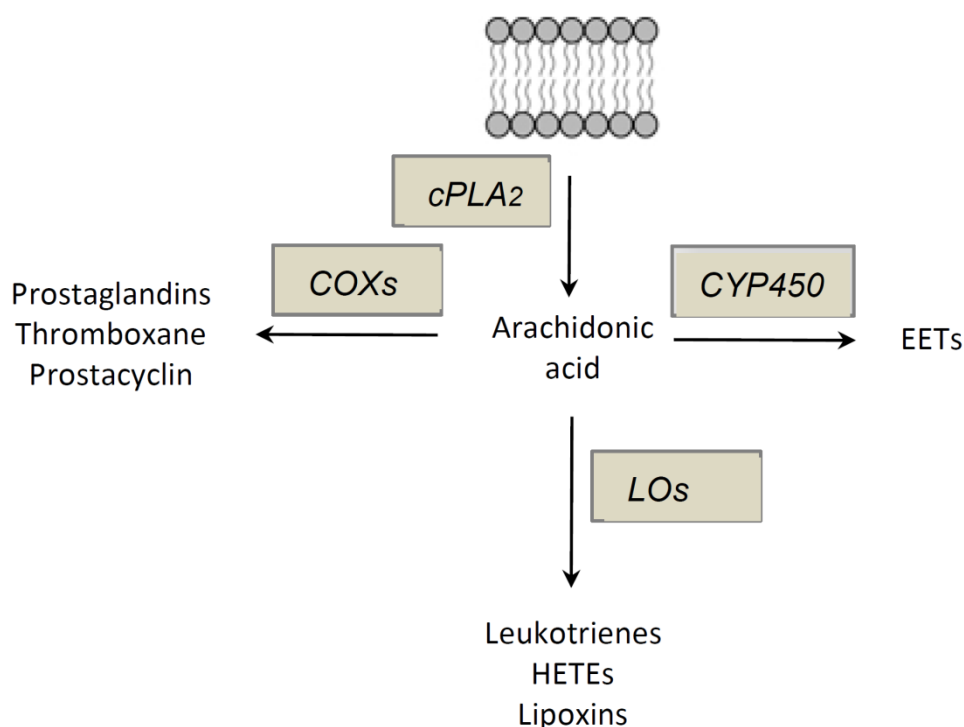 cPLA2
COXs
CYP450
Prostaglandins
Thromboxane
Prostacyclin
Arachidonic
acid
EETs
LOs
Leukotrienes
HETEs
Lipoxins